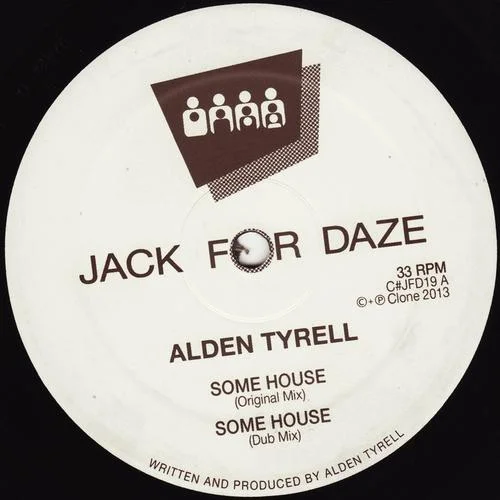 JACK FOR DAZE
33 RPM
C#JFD19 A
©+℗ Clone 2013
ALDEN TYRELL
SOME HOUSE
(Original Mix)
SOME HOUSE
(Dub Mix)
WRITTEN AND PRODUCED BY ALDEN TYRELL